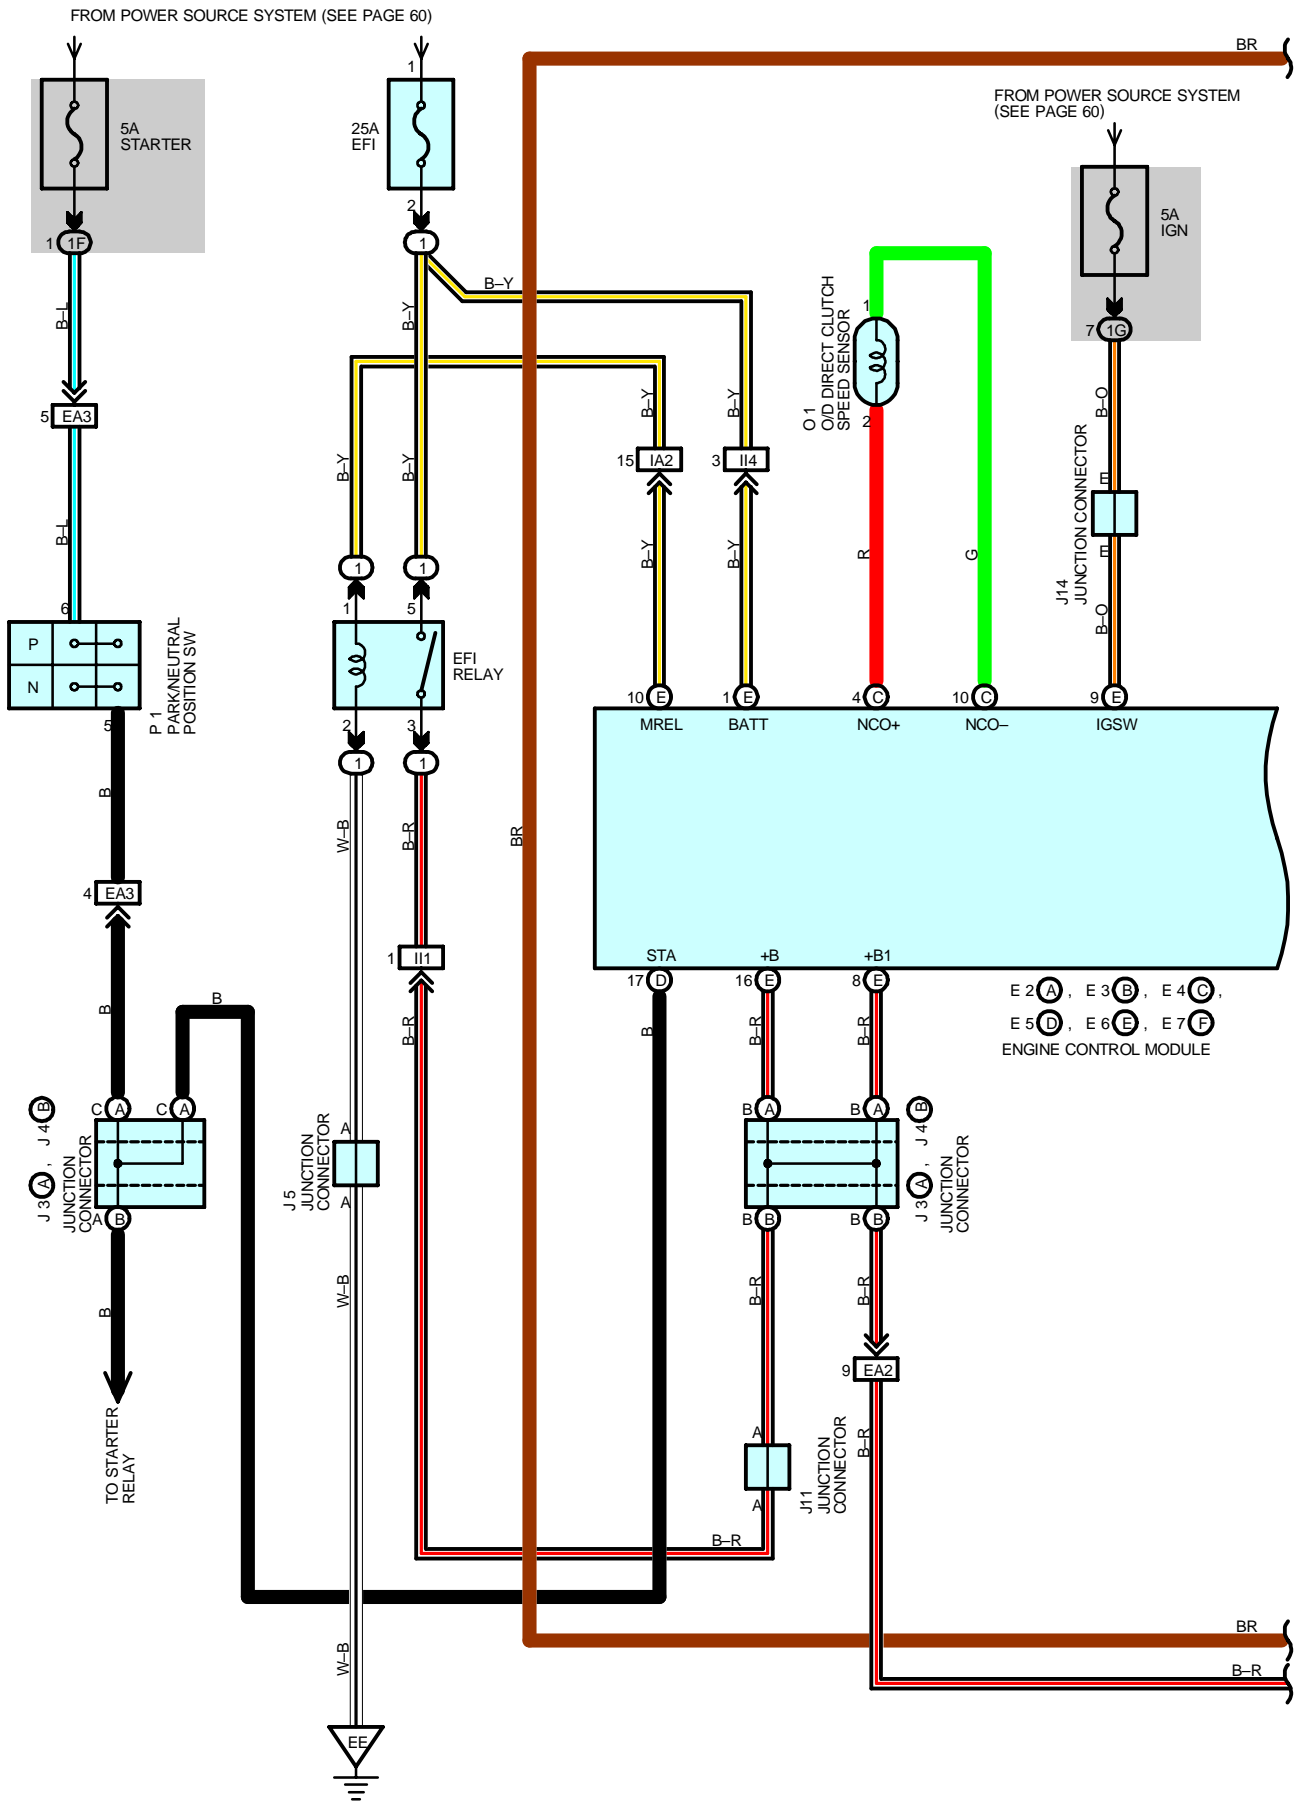 FROM POWER SOURCE SYSTEM (SEE PAGE 60)
BR
FROM POWER SOURCE SYSTEM
(SEE PAGE 60)
1
5A
STARTER
25A
EFI
5A
IGN
2
1 1F
1
7 1G
B–Y
B–L
B–Y
1
O 1
O/D DIRECT CLUTCH
SPEED SENSOR
2
B–O
5 EA3
B–Y
B–Y
15 IA2
3 II4
B–Y
B–Y
E
J14
JUNCTION CONNECTOR
E
B–L
B–Y
B–Y
R
G
B–O
1
1
6
1
5
P
N
P 1
PARK/NEUTRAL
POSITION SW
EFI
RELAY
5
2
3
10 E
1 E
4 C
10 C
9 E
MREL
BATT
NCO+
NCO–
IGSW
1
1
B
W–B
B–R
BR
4 EA3
1 II1
STA
+B
+B1
17 D
16 E
8 E
E 2 A , E 3 B , E 4 C ,
E 5 D , E 6 E , E 7 F
ENGINE CONTROL MODULE
B
B
B–R
B
B–R
B–R
C A
C A
J 3 A , J 4 B
JUNCTION
CONNECTOR
A B
A
J 5
JUNCTION
CONNECTOR
A
B A
B A
J 3 A , J 4 B
JUNCTION
CONNECTOR
B B
B B
B
W–B
B–R
B–R
9 EA2
TO STARTER
RELAY
A
J11
JUNCTION
CONNECTOR
A
B–R
B–R
BR
W–B
B–R
EE